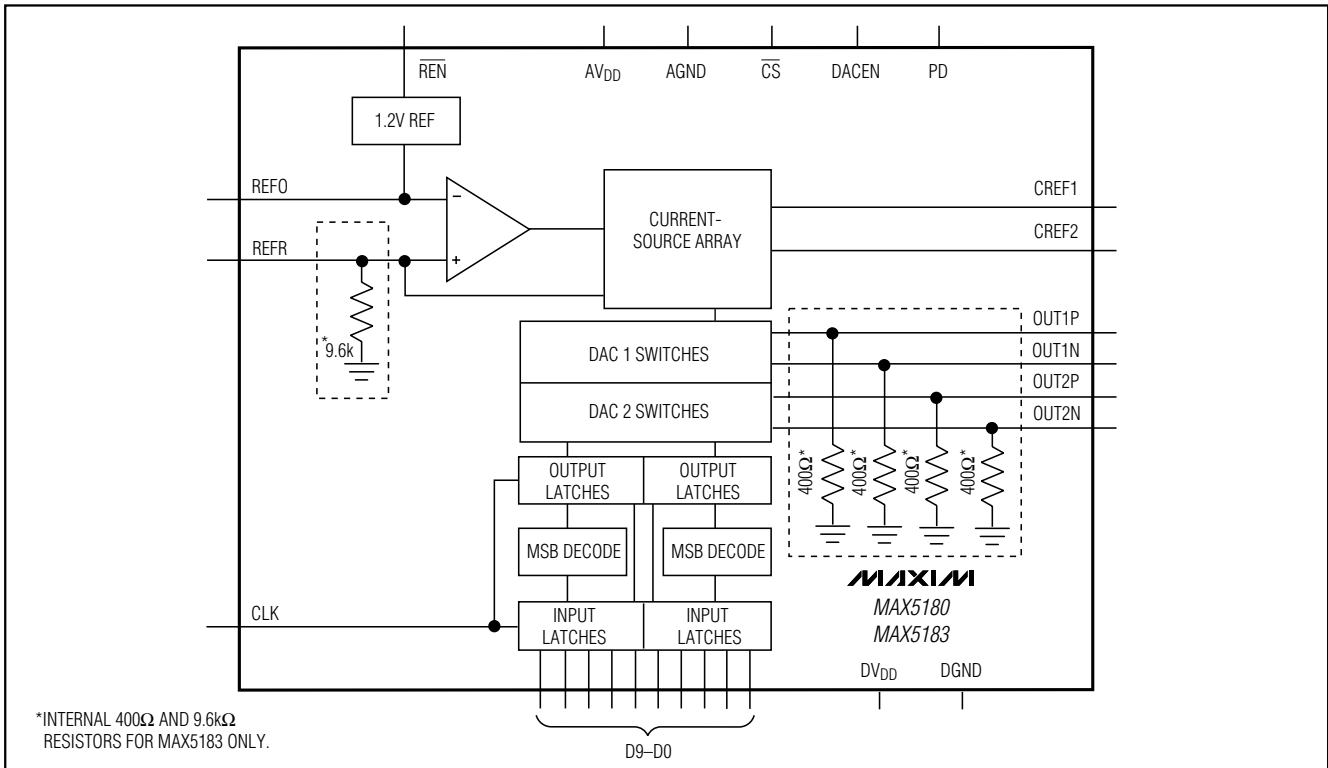 R̅E̅N̅
AVDD
AGND
C̅S̅
DACEN
PD
1.2V REF
REFO
REFR
−
+
*9.6k
CURRENT-
SOURCE ARRAY
CREF1
CREF2
OUT1P
OUT1N
OUT2P
OUT2N
DAC 1 SWITCHES
DAC 2 SWITCHES
400Ω*
400Ω*
400Ω*
400Ω*
OUTPUT
LATCHES
OUTPUT
LATCHES
MSB DECODE
MSB DECODE
CLK
INPUT
LATCHES
INPUT
LATCHES
MAXIM
MAX5180
MAX5183
DVDD
DGND
D9–D0
*INTERNAL 400Ω AND 9.6kΩ
RESISTORS FOR MAX5183 ONLY.